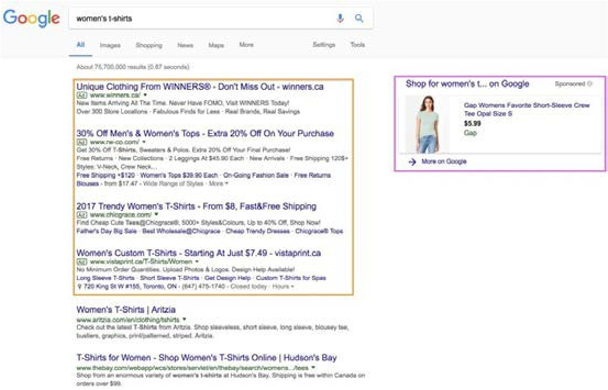 Google
women's t-shirts
All Images Shopping News Maps More Settings Tools
About 75,700,000 results (0.87 seconds)
Unique Clothing From WINNERS® - Don't Miss Out - winners.ca
Ad www.winners.ca/
New Items Arriving All The Time. Never Have FOMO, Visit WINNERS Today!
Over 300 Store Locations · Fabulous Finds for Less · Real Brands, Real Savings
30% Off Men's & Women's Tops - Extra 20% Off On Your Purchase
Ad www.rw-co.com/
Get 30% Off T-Shirts, Sweaters & Polos. Extra 20% Off Your Final Purchase!
Free Returns · New Collections · 2 Leggings At $45.90 Each · New Arrivals · Free Shipping $120+
Styles: V-Neck, Crew Neck...
Free Shipping +$120 · Women's Tops $39.90 Each · On-Going Fashion Sale · Free Returns
Blouses - from $17.47 - Wide Range of Styles · More
2017 Trendy Women's T-Shirts - From $8, Fast&Free Shipping
Ad www.chicgrace.com/
Find Cheap Cute Tees@Chicgrace®, 5000+ Styles&Colours, Up to 40% Off, Shop Now!
Father's Day Big Sale · Best Wholesale@Chicgrace · Cheap Trendy Dresses · Chicgrace® Tops
Women's Custom T-Shirts - Starting At Just $7.49 - vistaprint.ca
Ad www.vistaprint.ca/T-Shirts/Women
No Minimum Order Quantities, Upload Photos & Logos. Design Help Available!
Long Sleeve T-Shirts · Short Sleeve T-Shirts · Get Design Help · Custom T-Shirts for Spas
720 King St W #155, Toronto, ON - (647) 475-1740 - Closed today · Hours
Women's T-Shirts | Aritzia
www.aritzia.com/en/clothing/tshirts
Check out the latest T-Shirts from Aritzia. Shop sleeveless, short sleeve, long sleeve, blousey tee,
bustiers, graphics, print/patterned, striped. Aritzia.
T-Shirts for Women - Shop Women's T-Shirts Online | Hudson's Bay
www.thebay.com/webapp/wcs/stores/servlet/en/thebay/search/womens.../tees
Shop from an enormous variety of women's t-shirts at Hudson's Bay. Shipping is free within Canada on
orders over $99.
Shop for women's t... on Google Sponsored
Gap Womens Favorite Short-Sleeve Crew
Tee Opal Size S
$5.99
Gap
More on Google